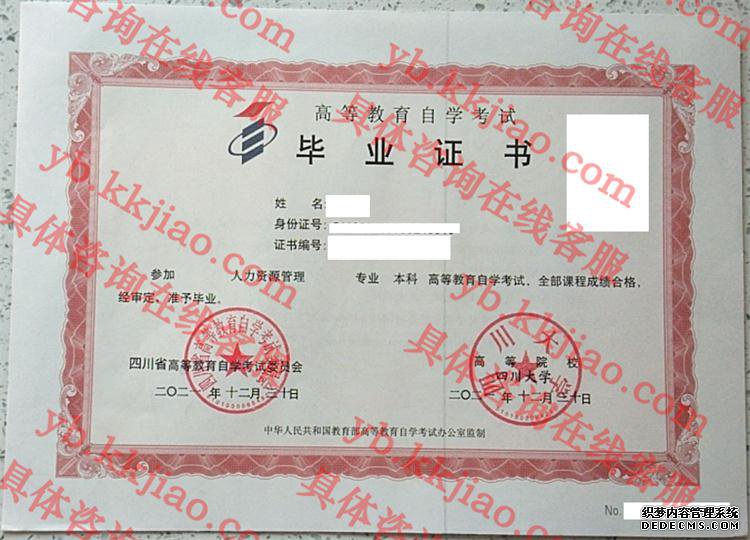 高等教育自学考试
毕业证书
姓 名:
身份证号:
证书编号:
参加 人力资源管理 专业 本科 高等教育自学考试,全部课程成绩合格,
经审定,准予毕业。
四川省高等教育自学考试委员会
高等院校
四川大学
二〇二一年十二月三十日
二〇二 年十二月三十日
中华人民共和国教育部高等教育自学考试办公室监制
No.
具体咨询在线客服
yb.kkjiao.com
织梦内容管理系统
DEDECMS.COM